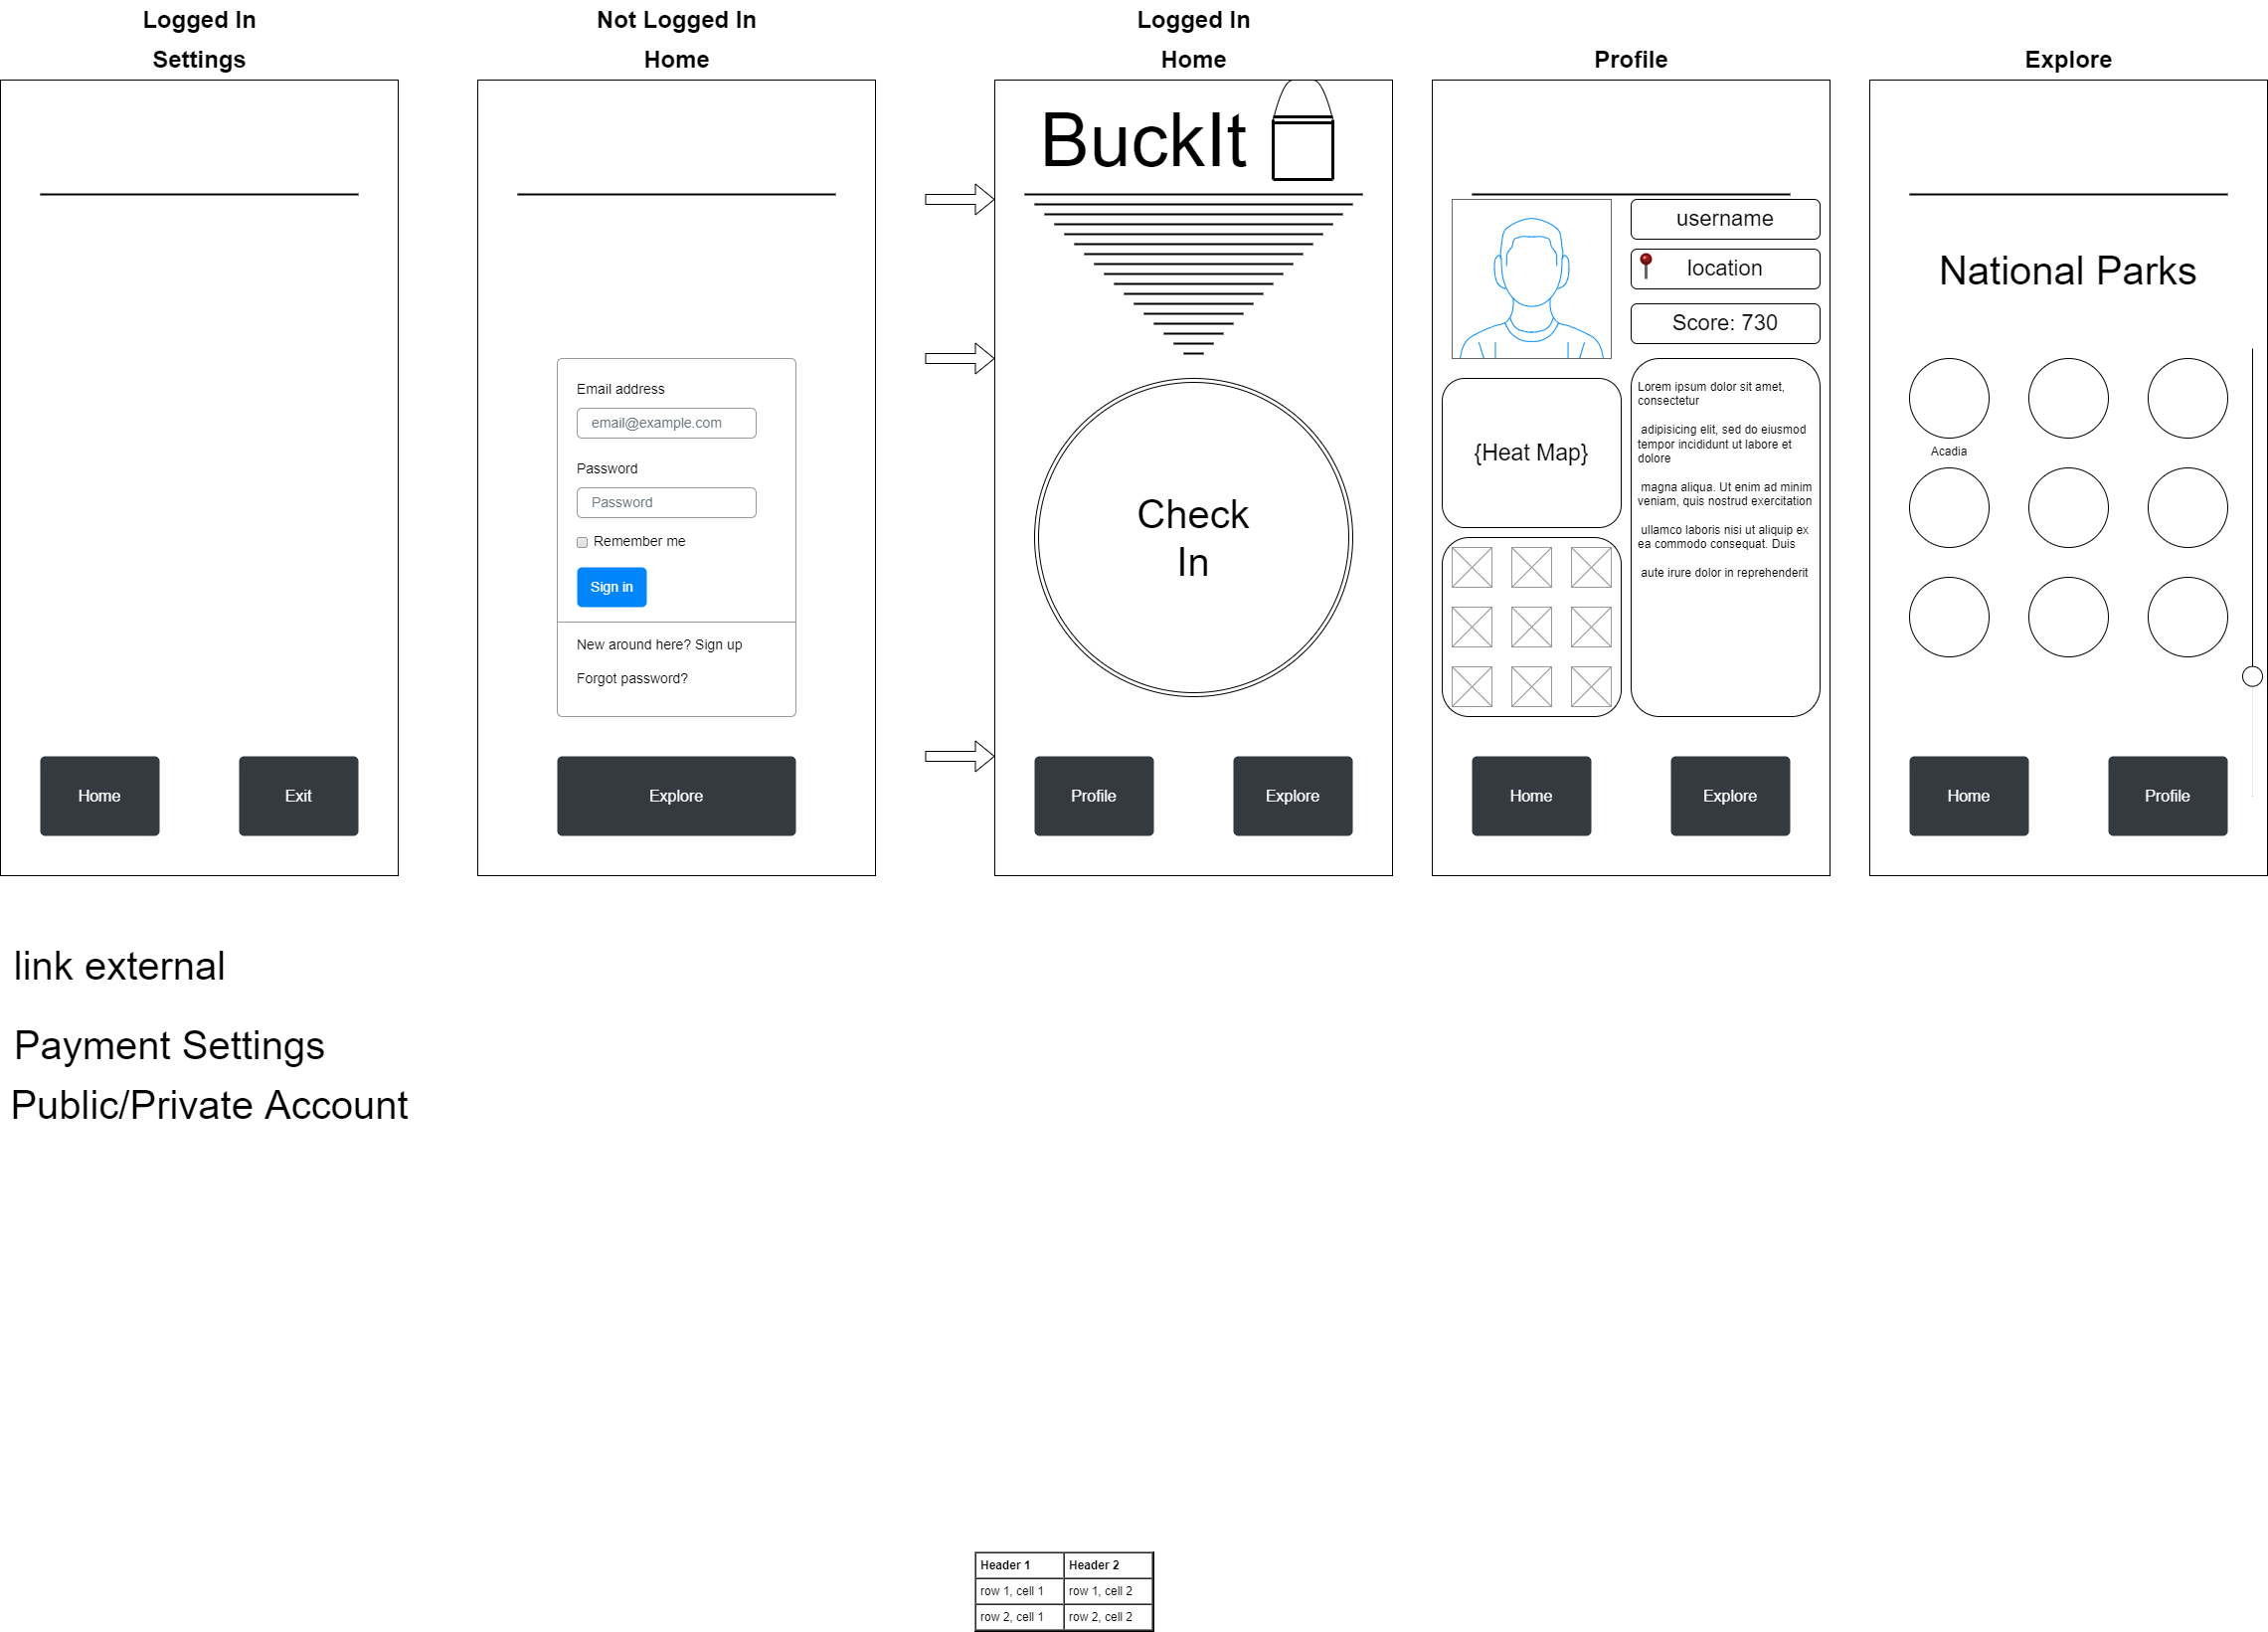 Logged In
Settings
Home
Exit
Not Logged In
Home
Email address
email@example.com
Password
Password
Remember me
Sign in
New around here? Sign up
Forgot password?
Explore
Logged In
Home
BuckIt
Check
In
Profile
Explore
Profile
username
location
Score: 730
{Heat Map}
Lorem ipsum dolor sit amet,
consectetur
adipisicing elit, sed do eiusmod
tempor incididunt ut labore et
dolore
magna aliqua. Ut enim ad minim
veniam, quis nostrud exercitation
ullamco laboris nisi ut aliquip ex
ea commodo consequat. Duis
aute irure dolor in reprehenderit
Home
Explore
Explore
National Parks
Acadia
Home
Profile
link external
Payment Settings
Public/Private Account
Header 1 Header 2
row 1, cell 1 row 1, cell 2
row 2, cell 1 row 2, cell 2